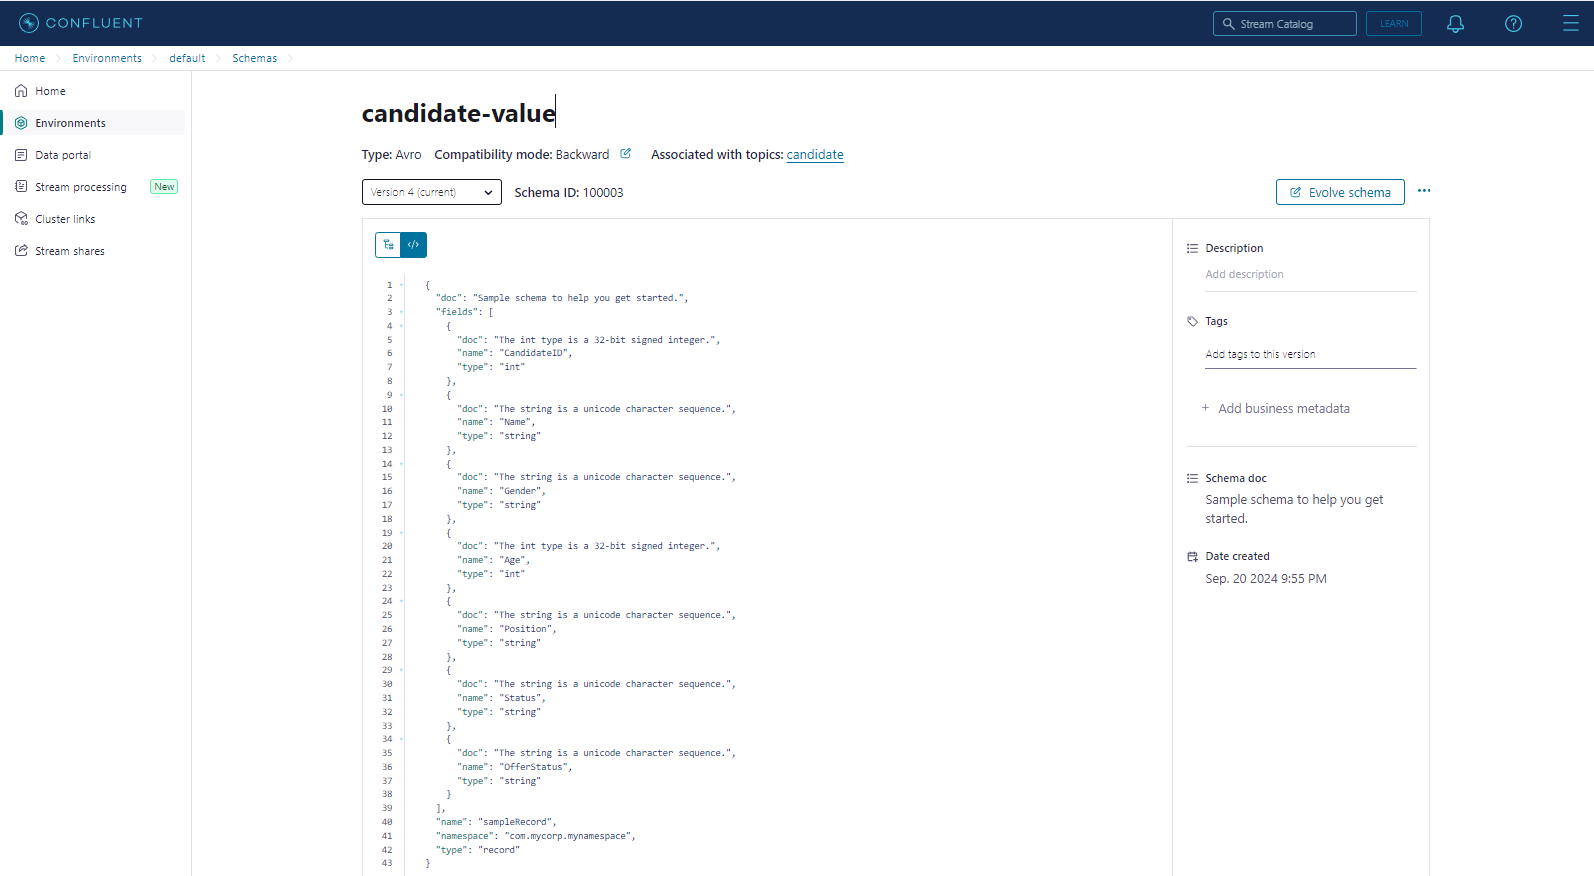 CONFLUENT
Stream Catalog
LEARN
Home
Environments
default
Schemas
Home
Environments
Data portal
Stream processing
New
Cluster links
Stream shares
candidate-value
Type: Avro Compatibility mode: Backward Associated with topics: candidate
Version 4 (current)
Schema ID: 100003
Evolve schema
1 {
2 "doc": "Sample schema to help you get started.",
3 "fields": [
4 {
5 "doc": "The int type is a 32-bit signed integer.",
6 "name": "CandidateID",
7 "type": "int"
8 },
9 {
10 "doc": "The string is a unicode character sequence.",
11 "name": "Name",
12 "type": "string"
13 },
14 {
15 "doc": "The string is a unicode character sequence.",
16 "name": "Gender",
17 "type": "string"
18 },
19 {
20 "doc": "The int type is a 32-bit signed integer.",
21 "name": "Age",
22 "type": "int"
23 },
24 {
25 "doc": "The string is a unicode character sequence.",
26 "name": "Position",
27 "type": "string"
28 },
29 {
30 "doc": "The string is a unicode character sequence.",
31 "name": "Status",
32 "type": "string"
33 },
34 {
35 "doc": "The string is a unicode character sequence.",
36 "name": "OfferStatus",
37 "type": "string"
38 }
39 ],
40 "name": "sampleRecord",
41 "namespace": "com.mycorp.mynamespace",
42 "type": "record"
43 }
Description
Add description
Tags
Add tags to this version
+ Add business metadata
Schema doc
Sample schema to help you get
started.
Date created
Sep. 20 2024 9:55 PM